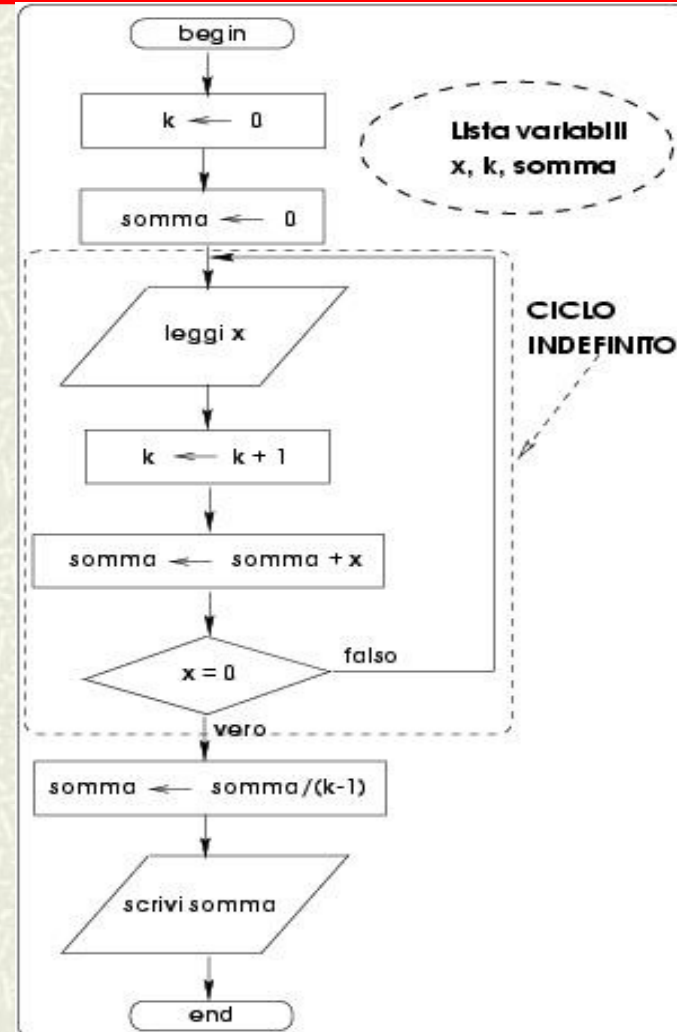 begin
k ← 0
Lista variabili
x, k, somma
somma ← 0
CICLO
INDEFINITO
leggi x
k ← k + 1
somma ← somma + x
x = 0
falso
vero
somma ← somma/(k-1)
scrivi somma
end